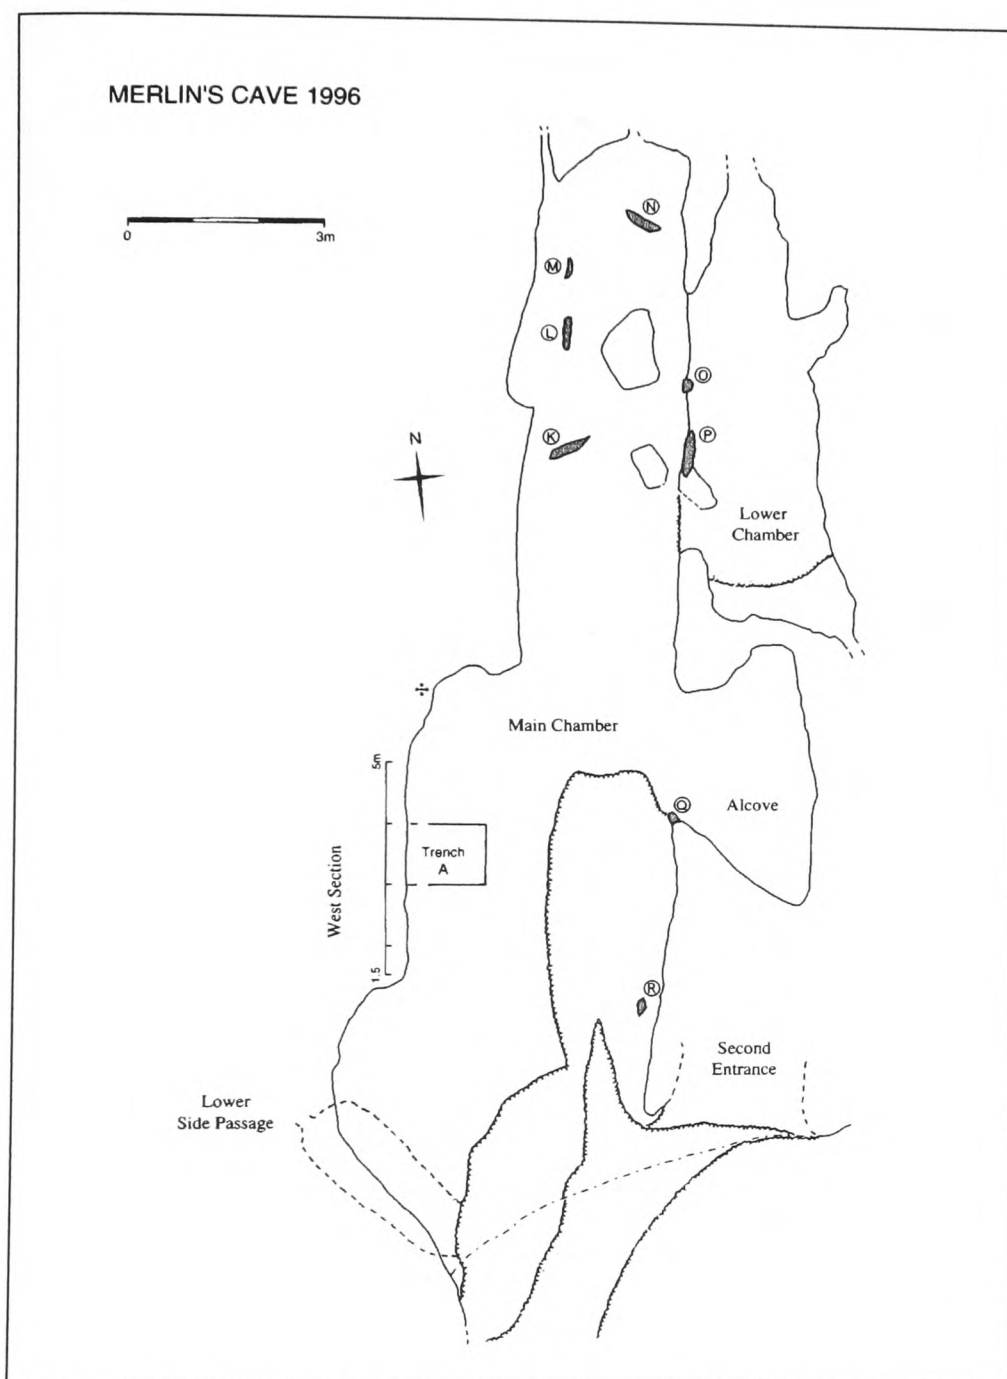 MERLIN'S CAVE 1996
0
3m
N
M
L
O
K
P
N
Lower
Chamber
Main Chamber
5m
Q
Alcove
Trench
A
West Section
1.5
R
Second
Entrance
Lower
Side Passage